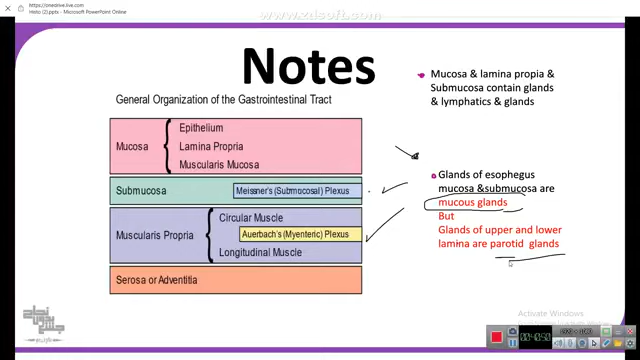 https://onedrive.live.com
Histo (2).pptx - Microsoft PowerPoint Online
www.zdsoft.com
Notes
General Organization of the Gastrointestinal Tract
Mucosa
Epithelium
Lamina Propria
Muscularis Mucosa
Submucosa
Meissner's (Submucosal) Plexus
Muscularis Propria
Circular Muscle
Auerbach's (Myenteric) Plexus
Longitudinal Muscle
Serosa or Adventitia
Mucosa & lamina propia &
Submucosa contain glands
& lymphatics & glands
Glands of esophegus
mucosa &submucosa are
mucous glands
But
Glands of upper and lower
lamina are parotid glands
Activate Windows
00:40:50